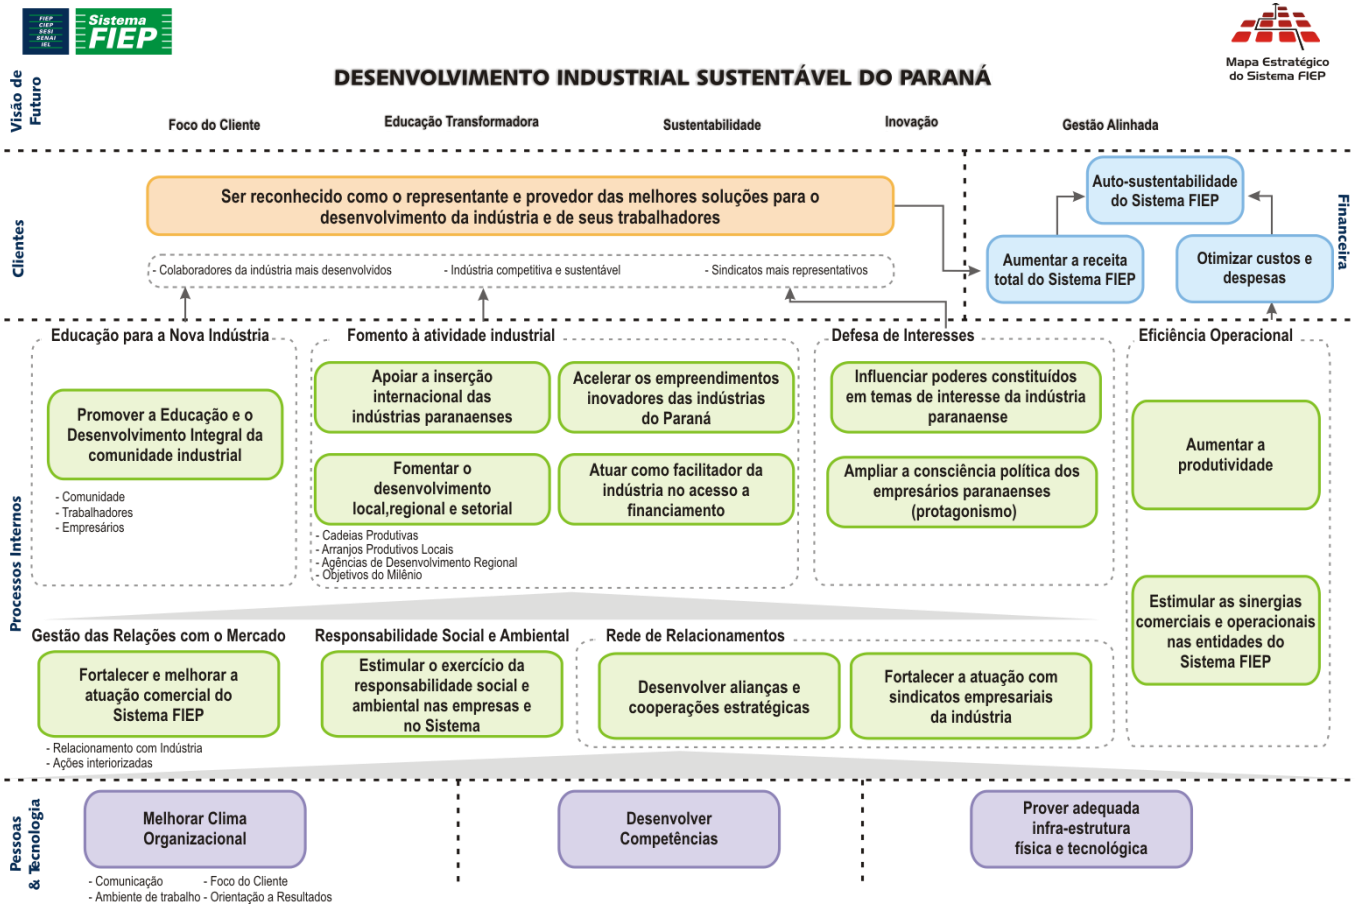 FIEP
CIEP
SESI
SENAI
IEL
Sistema
FIEP
Mapa Estratégico
do Sistema FIEP
Visão de
Futuro
DESENVOLVIMENTO INDUSTRIAL SUSTENTÁVEL DO PARANÁ
Foco do Cliente
Educação Transformadora
Sustentabilidade
Inovação
Gestão Alinhada
Clientes
Ser reconhecido como o representante e provedor das melhores soluções para o
desenvolvimento da indústria e de seus trabalhadores
- Colaboradores da indústria mais desenvolvidos
- Indústria competitiva e sustentável
- Sindicatos mais representativos
Financeira
Auto-sustentabilidade
do Sistema FIEP
Aumentar a receita
total do Sistema FIEP
Otimizar custos e
despesas
Processos Internos
Educação para a Nova Indústria
Promover a Educação e o
Desenvolvimento Integral da
comunidade industrial
- Comunidade
- Trabalhadores
- Empresários
Fomento à atividade industrial
Apoiar a inserção
internacional das
indústrias paranaenses
Acelerar os empreendimentos
inovadores das indústrias
do Paraná
Fomentar o
desenvolvimento
local,regional e setorial
Atuar como facilitador da
indústria no acesso a
financiamento
- Cadeias Produtivas
- Arranjos Produtivos Locais
- Agências de Desenvolvimento Regional
- Objetivos do Milênio
Defesa de Interesses
Influenciar poderes constituídos
em temas de interesse da indústria
paranaense
Ampliar a consciência política dos
empresários paranaenses
(protagonismo)
Eficiência Operacional
Aumentar a
produtividade
Estimular as sinergias
comerciais e operacionais
nas entidades do
Sistema FIEP
Gestão das Relações com o Mercado
Fortalecer e melhorar a
atuação comercial do
Sistema FIEP
- Relacionamento com Indústria
- Ações interiorizadas
Responsabilidade Social e Ambiental
Estimular o exercício da
responsabilidade social e
ambiental nas empresas e
no Sistema
Rede de Relacionamentos
Desenvolver alianças e
cooperações estratégicas
Fortalecer a atuação com
sindicatos empresariais
da indústria
Pessoas
& Tecnologia
Melhorar Clima
Organizacional
- Comunicação
- Foco do Cliente
- Ambiente de trabalho
- Orientação a Resultados
Desenvolver
Competências
Prover adequada
infra-estrutura
física e tecnológica